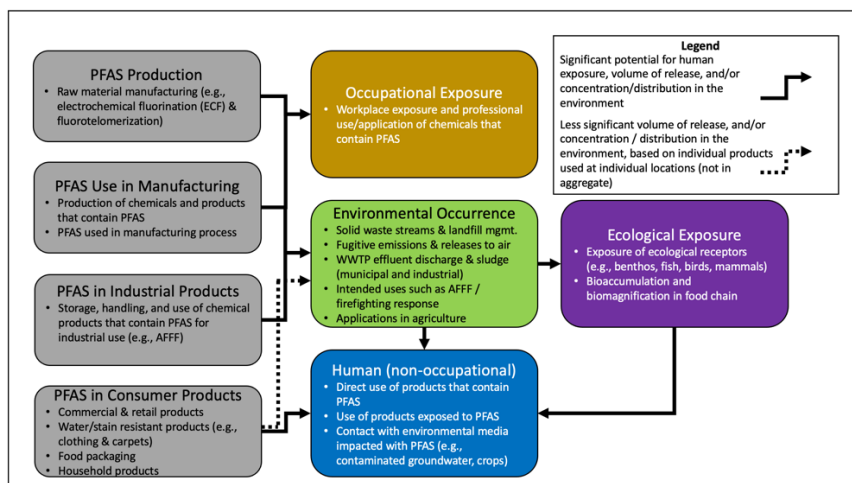 PFAS Production
• Raw material manufacturing (e.g.,
electrochemical fluorination (ECF) &
fluorotelomerization)
PFAS Use in Manufacturing
• Production of chemicals and products
that contain PFAS
• PFAS used in manufacturing process
PFAS in Industrial Products
• Storage, handling, and use of chemical
products that contain PFAS for
industrial use (e.g., AFFF)
PFAS in Consumer Products
• Commercial & retail products
• Water/stain resistant products (e.g.,
clothing & carpets)
• Food packaging
• Household products
Occupational Exposure
• Workplace exposure and professional
use/application of chemicals that
contain PFAS
Environmental Occurrence
• Solid waste streams & landfill mgmt.
• Fugitive emissions & releases to air
• WWTP effluent discharge & sludge
(municipal and industrial)
• Intended uses such as AFFF /
firefighting response
• Applications in agriculture
Human (non-occupational)
• Direct use of products that contain
PFAS
• Use of products exposed to PFAS
• Contact with environmental media
impacted with PFAS (e.g.,
contaminated groundwater, crops)
Ecological Exposure
• Exposure of ecological receptors
(e.g., benthos, fish, birds, mammals)
• Bioaccumulation and
biomagnification in food chain
Legend
Significant potential for human
exposure, volume of release, and/or
concentration/distribution in the
environment
Less significant volume of release, and/or
concentration / distribution in the
environment, based on individual products
used at individual locations (not in
aggregate)